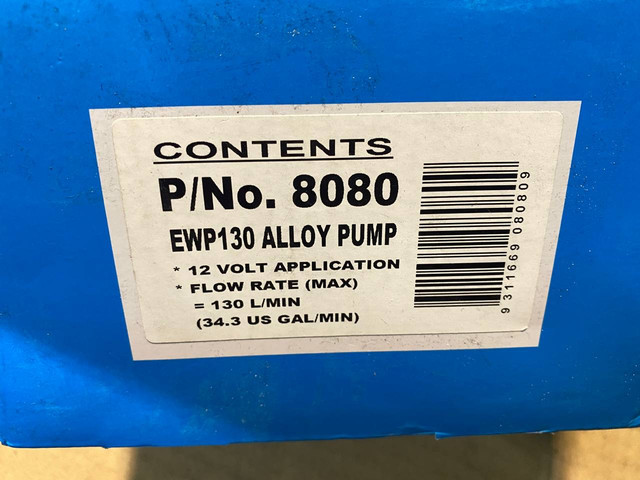 CONTENTS
P/No. 8080
EWP130 ALLOY PUMP
* 12 VOLT APPLICATION
* FLOW RATE (MAX)
= 130 L/MIN
(34.3 US GAL/MIN)
9 311669 080809